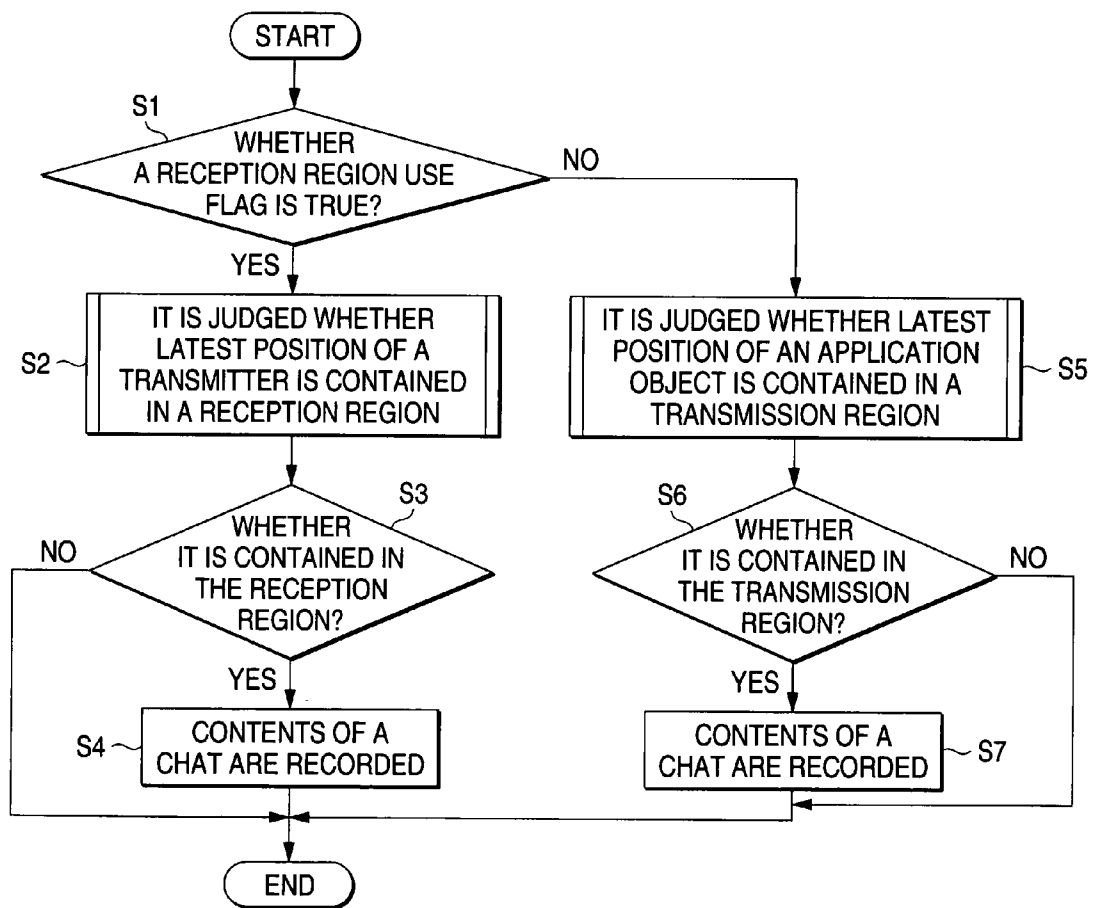 START
S1
WHETHER
A RECEPTION REGION USE
FLAG IS TRUE?
NO
YES
S2
IT IS JUDGED WHETHER
LATEST POSITION OF A
TRANSMITTER IS CONTAINED
IN A RECEPTION REGION
IT IS JUDGED WHETHER LATEST
POSITION OF AN APPLICATION
OBJECT IS CONTAINED IN A
TRANSMISSION REGION
S5
S3
WHETHER
IT IS CONTAINED IN
THE RECEPTION
REGION?
NO
YES
S6
WHETHER
IT IS CONTAINED IN
THE TRANSMISSION
REGION?
NO
YES
S4
CONTENTS OF A
CHAT ARE RECORDED
CONTENTS OF A
CHAT ARE RECORDED
S7
END